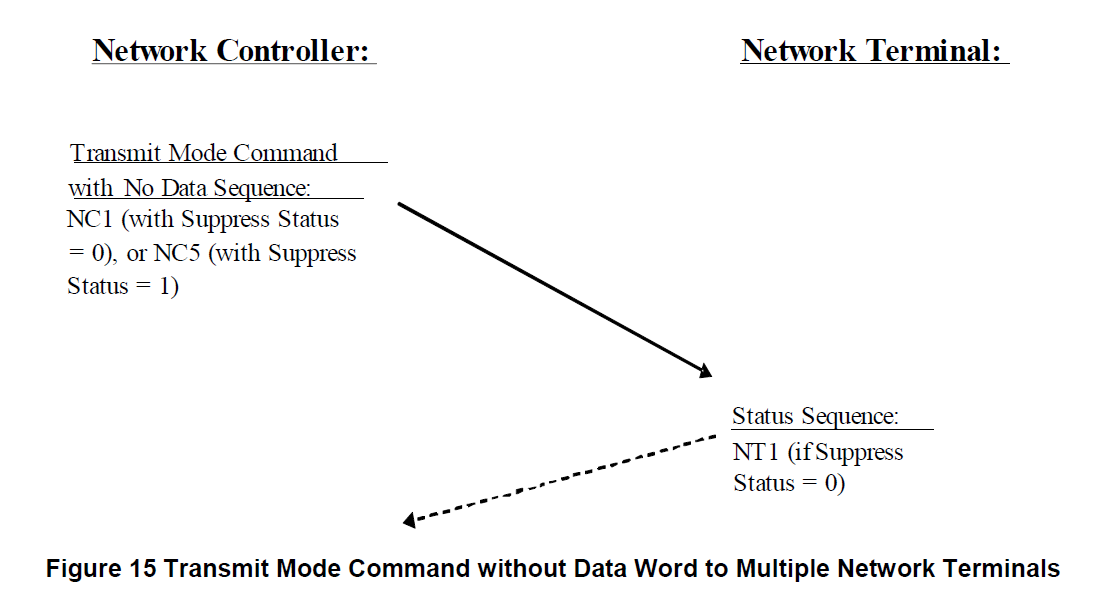 Network Controller:
Network Terminal:
Transmit Mode Command
with No Data Sequence:
NC1 (with Suppress Status
= 0), or NC5 (with Suppress
Status = 1)
Status Sequence:
NT1 (if Suppress
Status = 0)
Figure 15 Transmit Mode Command without Data Word to Multiple Network Terminals